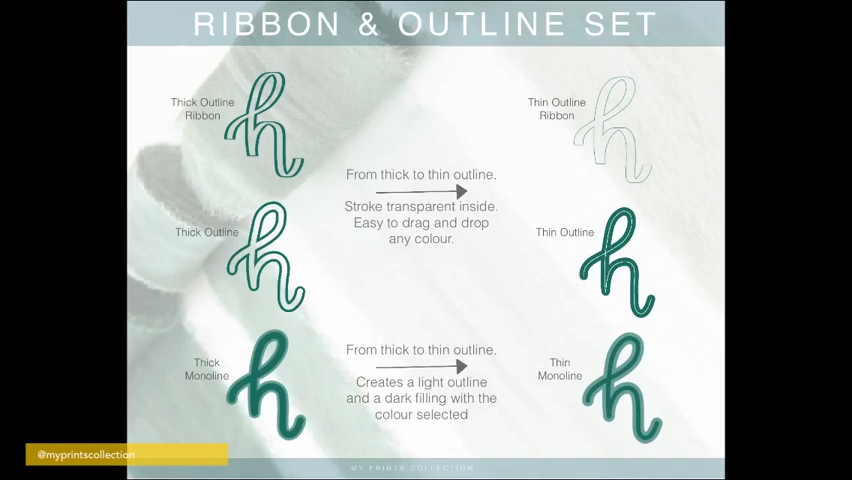 RIBBON & OUTLINE SET
Thick Outline
Ribbon
h
Thin Outline
Ribbon
h
From thick to thin outline.
Stroke transparent inside.
Easy to drag and drop
any colour.
Thick Outline
h
Thin Outline
h
From thick to thin outline.
Creates a light outline
and a dark filling with the
colour selected
Thick
Monoline
h
Thin
Monoline
h
@myprintscollection
MY PRINTS COLLECTION